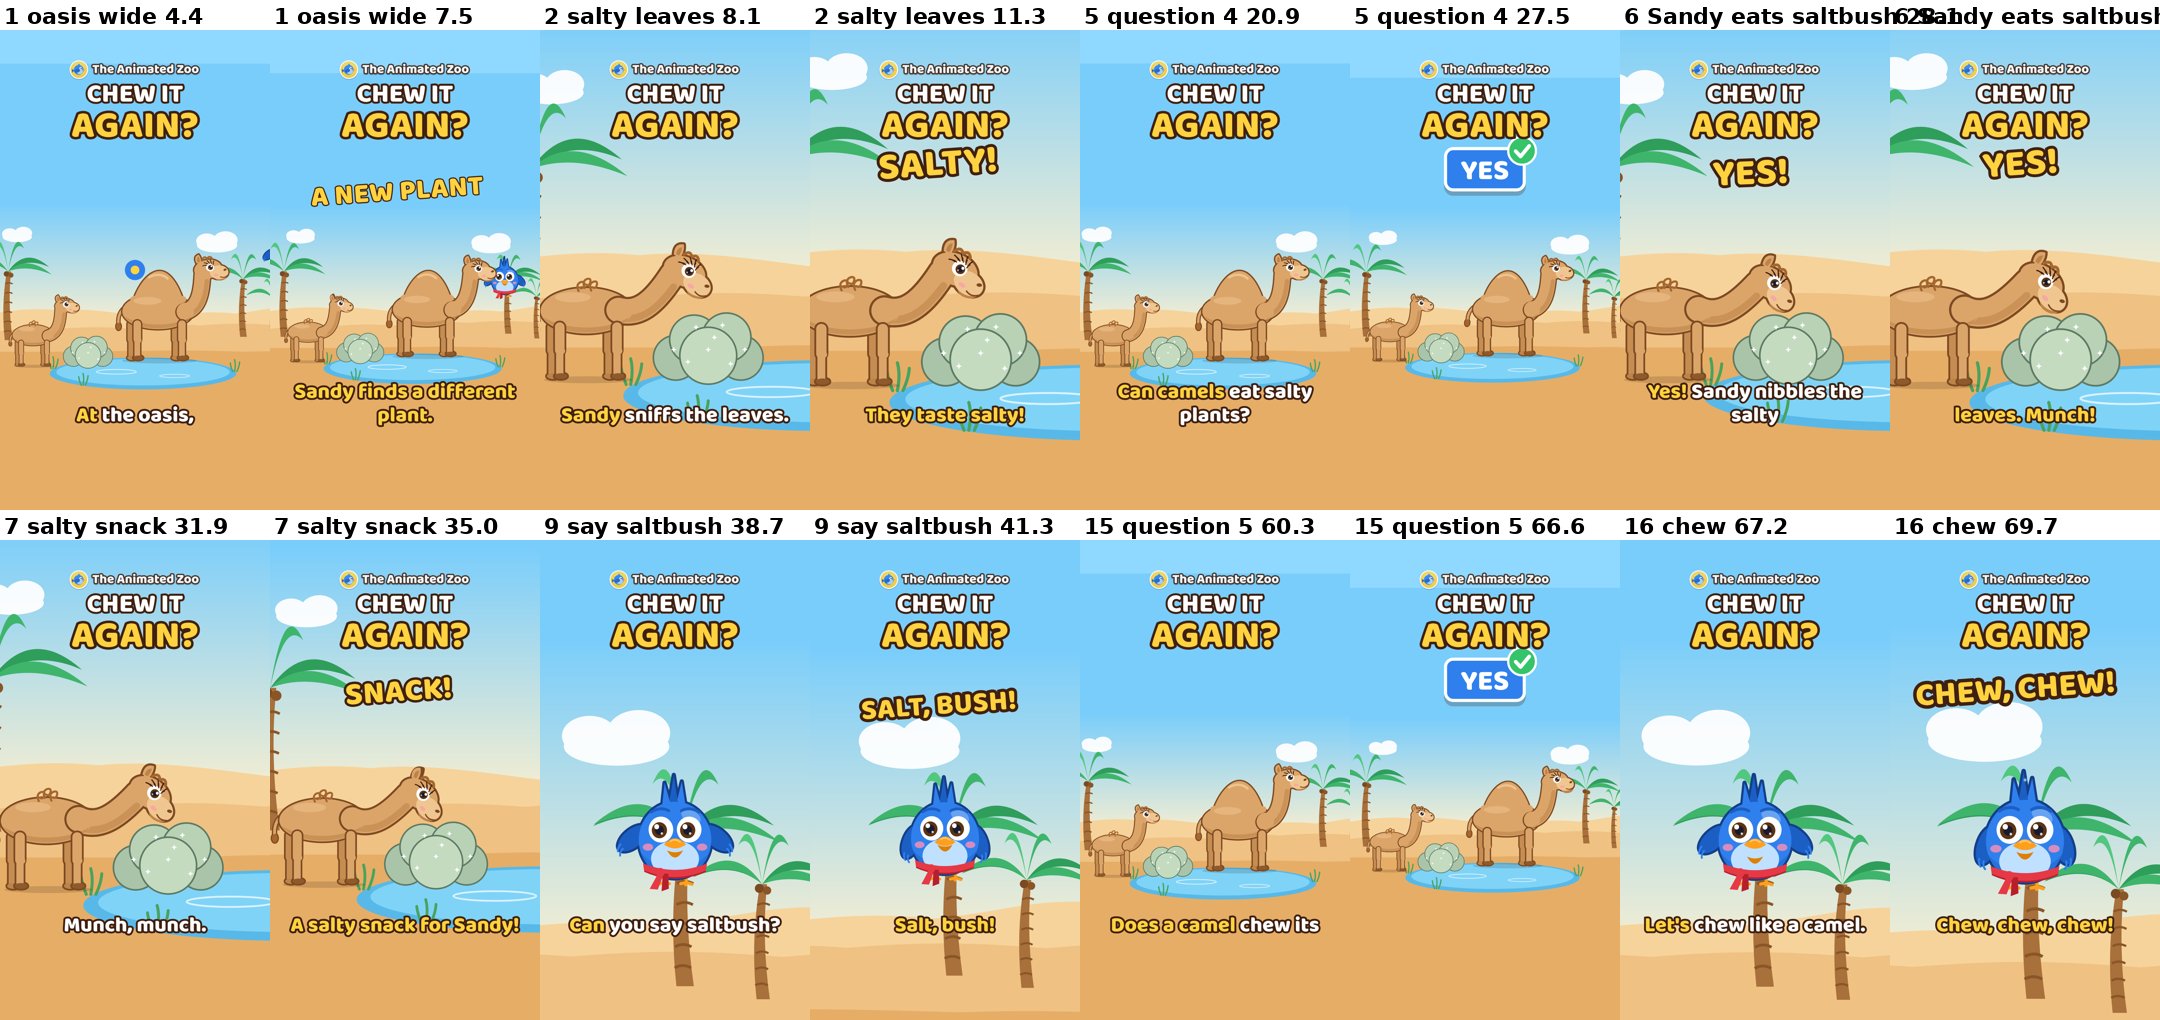 1 oasis wide 4.4
The Animated Zoo
CHEW IT
AGAIN?
At the oasis,
1 oasis wide 7.5
The Animated Zoo
CHEW IT
AGAIN?
A NEW PLANT
Sandy finds a different
plant.
2 salty leaves 8.1
The Animated Zoo
CHEW IT
AGAIN?
Sandy sniffs the leaves.
2 salty leaves 11.3
The Animated Zoo
CHEW IT
AGAIN?
SALTY!
They taste salty!
5 question 4 20.9
The Animated Zoo
CHEW IT
AGAIN?
Can camels eat salty
plants?
5 question 4 27.5
The Animated Zoo
CHEW IT
AGAIN?
YES
6 Sandy eats saltbush
The Animated Zoo
CHEW IT
AGAIN?
YES!
Yes! Sandy nibbles the
salty
6 Sandy eats saltbush
The Animated Zoo
CHEW IT
AGAIN?
YES!
leaves. Munch!
7 salty snack 31.9
The Animated Zoo
CHEW IT
AGAIN?
Munch, munch.
7 salty snack 35.0
The Animated Zoo
CHEW IT
AGAIN?
SNACK!
A salty snack for Sandy!
9 say saltbush 38.7
The Animated Zoo
CHEW IT
AGAIN?
Can you say saltbush?
9 say saltbush 41.3
The Animated Zoo
CHEW IT
AGAIN?
SALT, BUSH!
Salt, bush!
15 question 5 60.3
The Animated Zoo
CHEW IT
AGAIN?
Does a camel chew its
15 question 5 66.6
The Animated Zoo
CHEW IT
AGAIN?
YES
16 chew 67.2
The Animated Zoo
CHEW IT
AGAIN?
Let's chew like a camel.
16 chew 69.7
The Animated Zoo
CHEW IT
AGAIN?
CHEW, CHEW!
Chew, chew, chew!